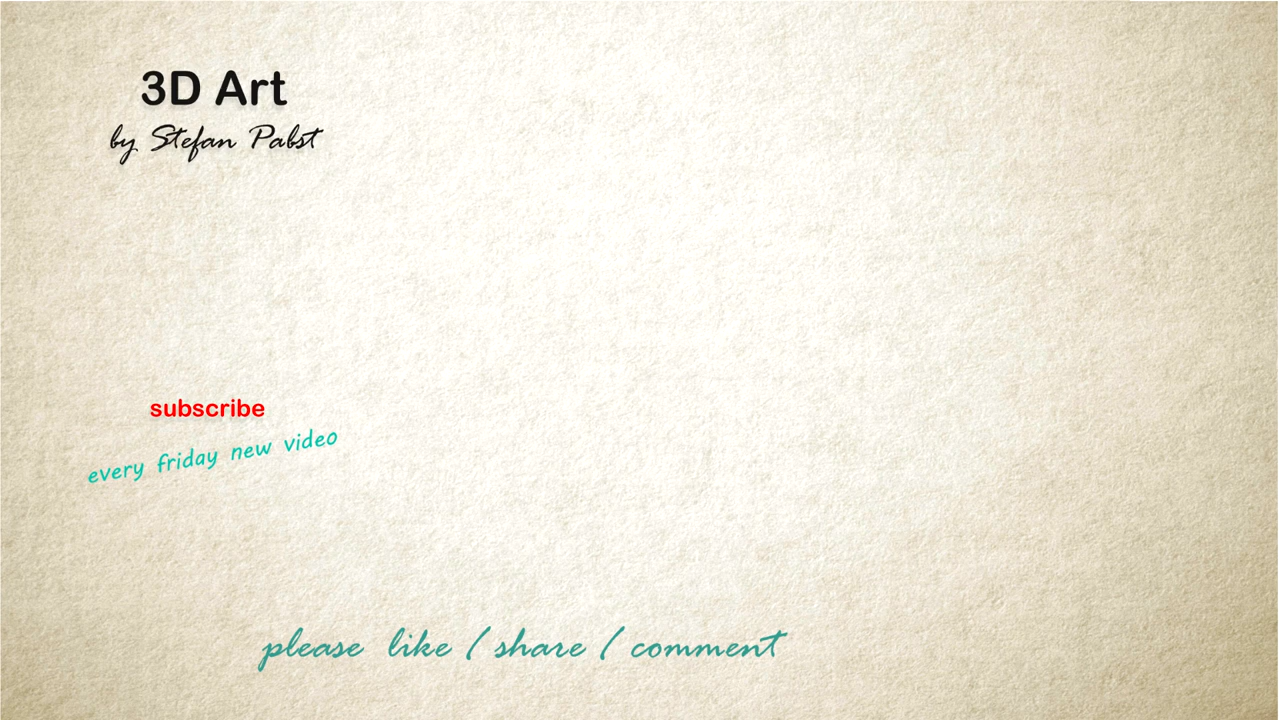 3D Art
by Stefan Pabst
subscribe
every friday new video
please like / share / comment